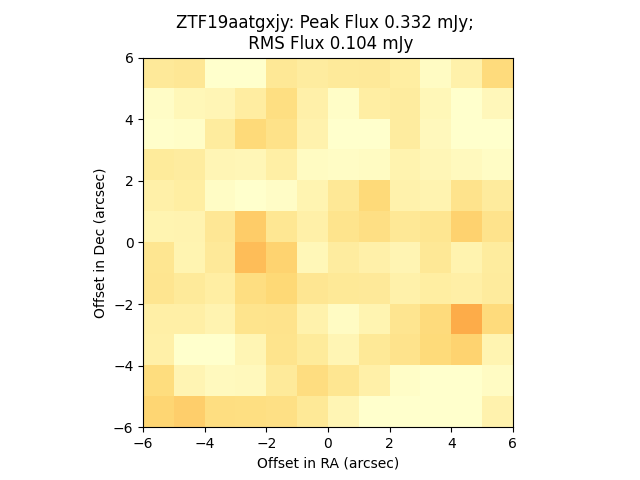 ZTF19aatgxjy: Peak Flux 0.332 mJy;
RMS Flux 0.104 mJy
6
4
2
0
−2
−4
−6
Offset in Dec (arcsec)
−6 −4 −2 0 2 4 6
Offset in RA (arcsec)